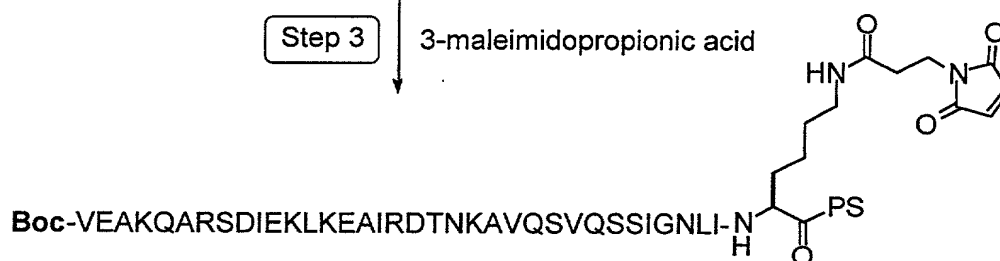 Step 3
3-maleimidopropionic acid
O
HN
N
O
O
Boc-VEAKQARSDIEKLKEAIRDTNKAVQSVQSSIGNLI-N
H
PS
O